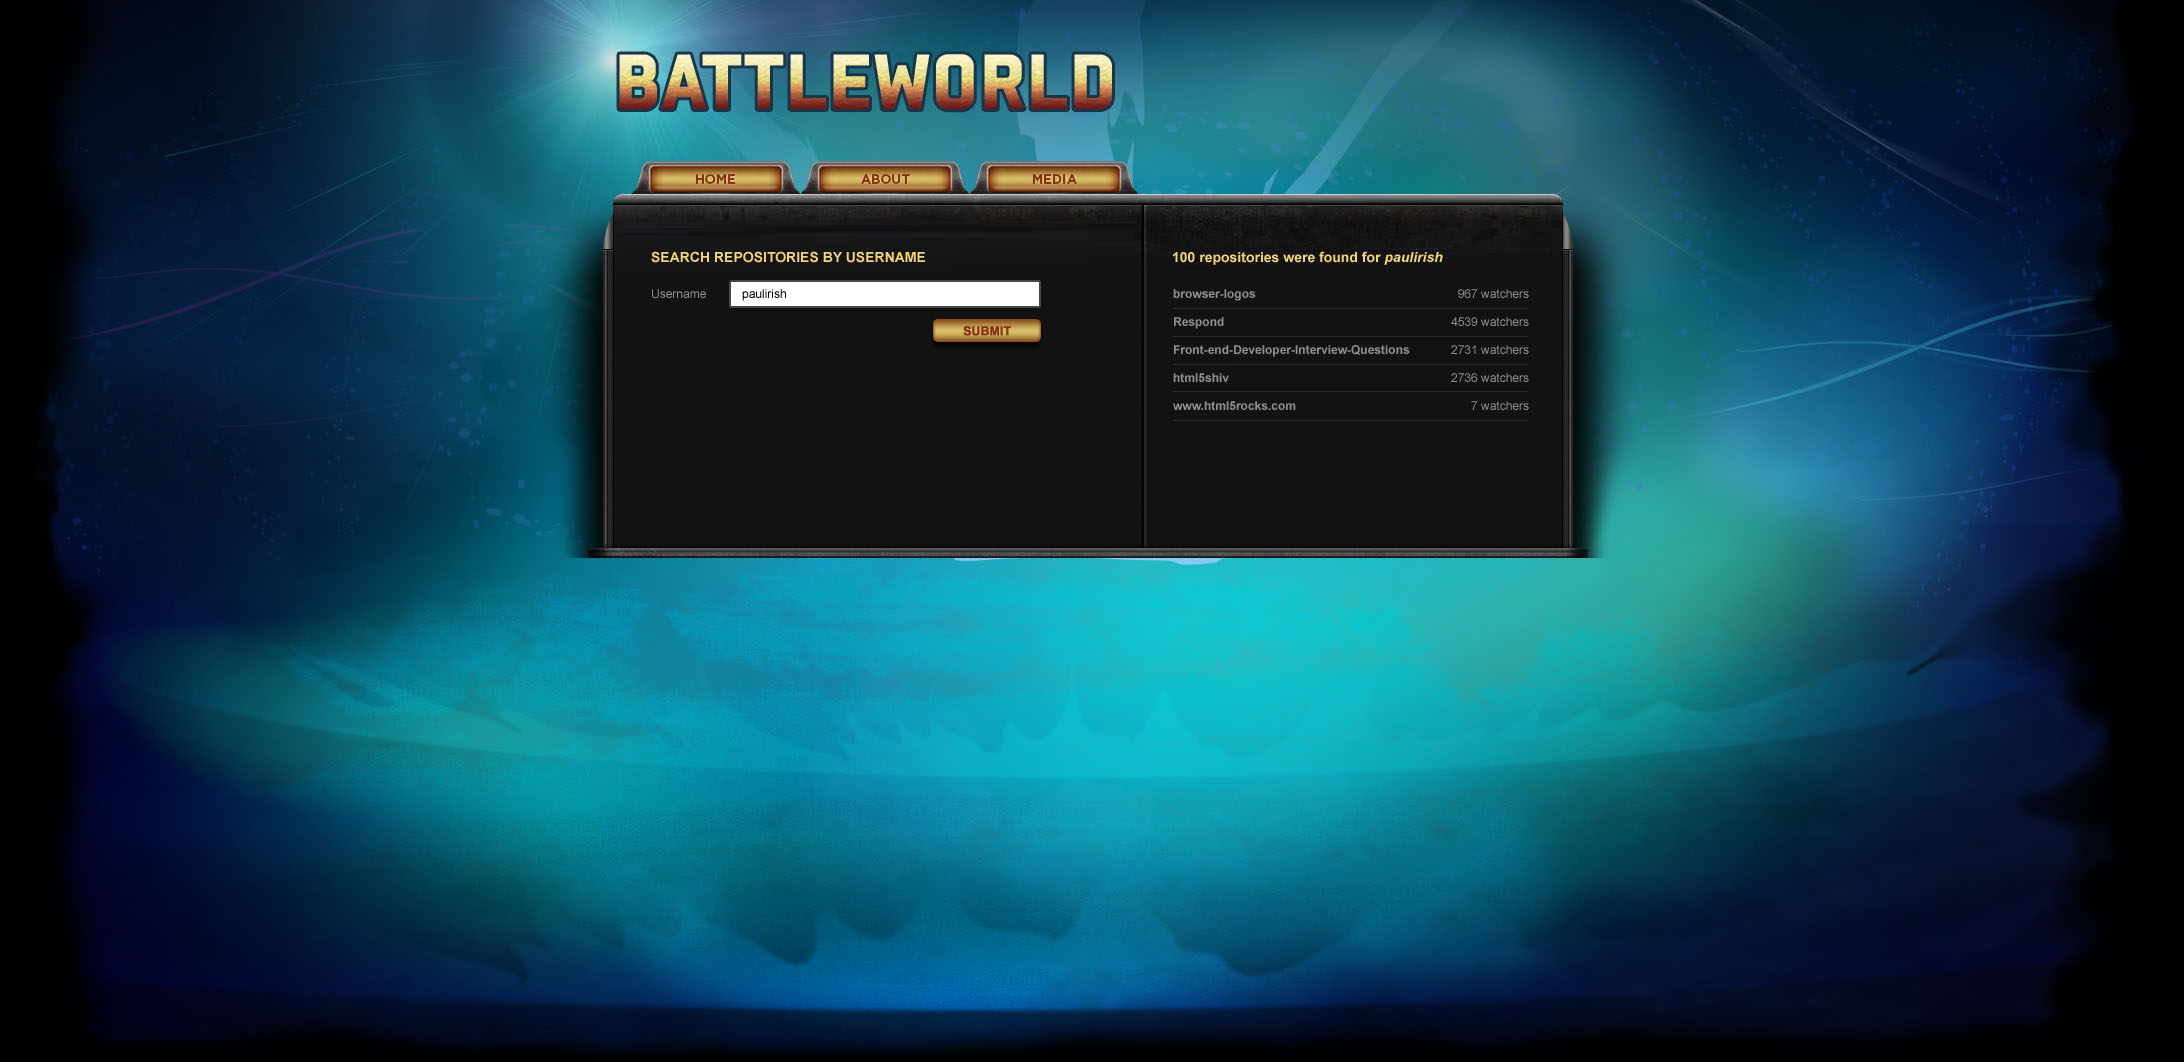 BATTLEWORLD
HOME
ABOUT
MEDIA
SEARCH REPOSITORIES BY USERNAME
Username
paulirish
SUBMIT
100 repositories were found for paulirish
browser-logos 967 watchers
Respond 4539 watchers
Front-end-Developer-Interview-Questions 2731 watchers
html5shiv 2736 watchers
www.html5rocks.com 7 watchers